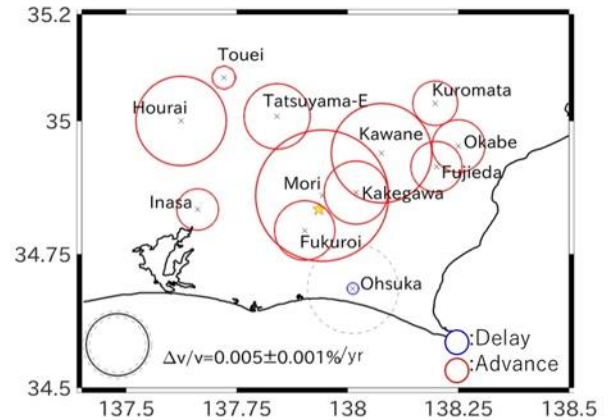 35.2
Touei
Hourai
Tatsuyama-E
Kuromata
35
Kawane
Okabe
Mori
Kakegawa
Fujieda
Inasa
Fukuroi
34.75
Ohsuka
:Delay
Δv/v=0.005±0.001%/yr
:Advance
34.5
137.5 137.75 138 138.25 138.5